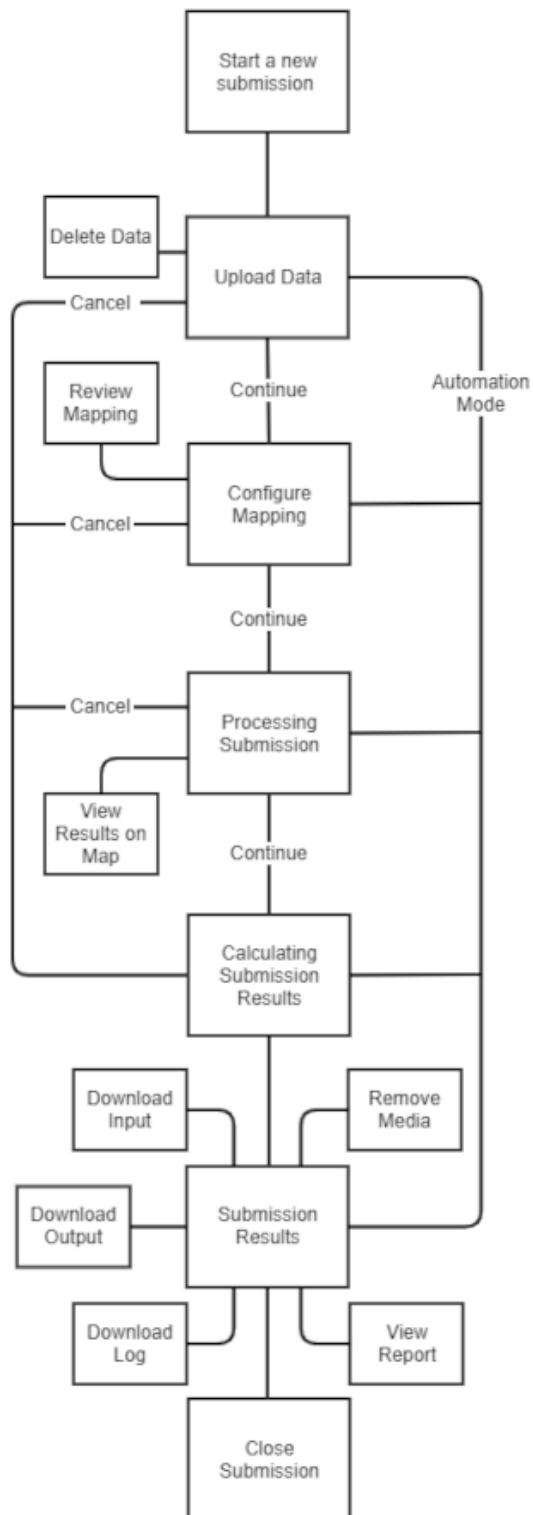 Start a new
submission
Delete Data
Upload Data
Cancel
Continue
Automation
Mode
Review
Mapping
Configure
Mapping
Cancel
Continue
Cancel
Processing
Submission
View
Results on
Map
Continue
Calculating
Submission
Results
Download
Input
Remove
Media
Download
Output
Submission
Results
Download
Log
View
Report
Close
Submission